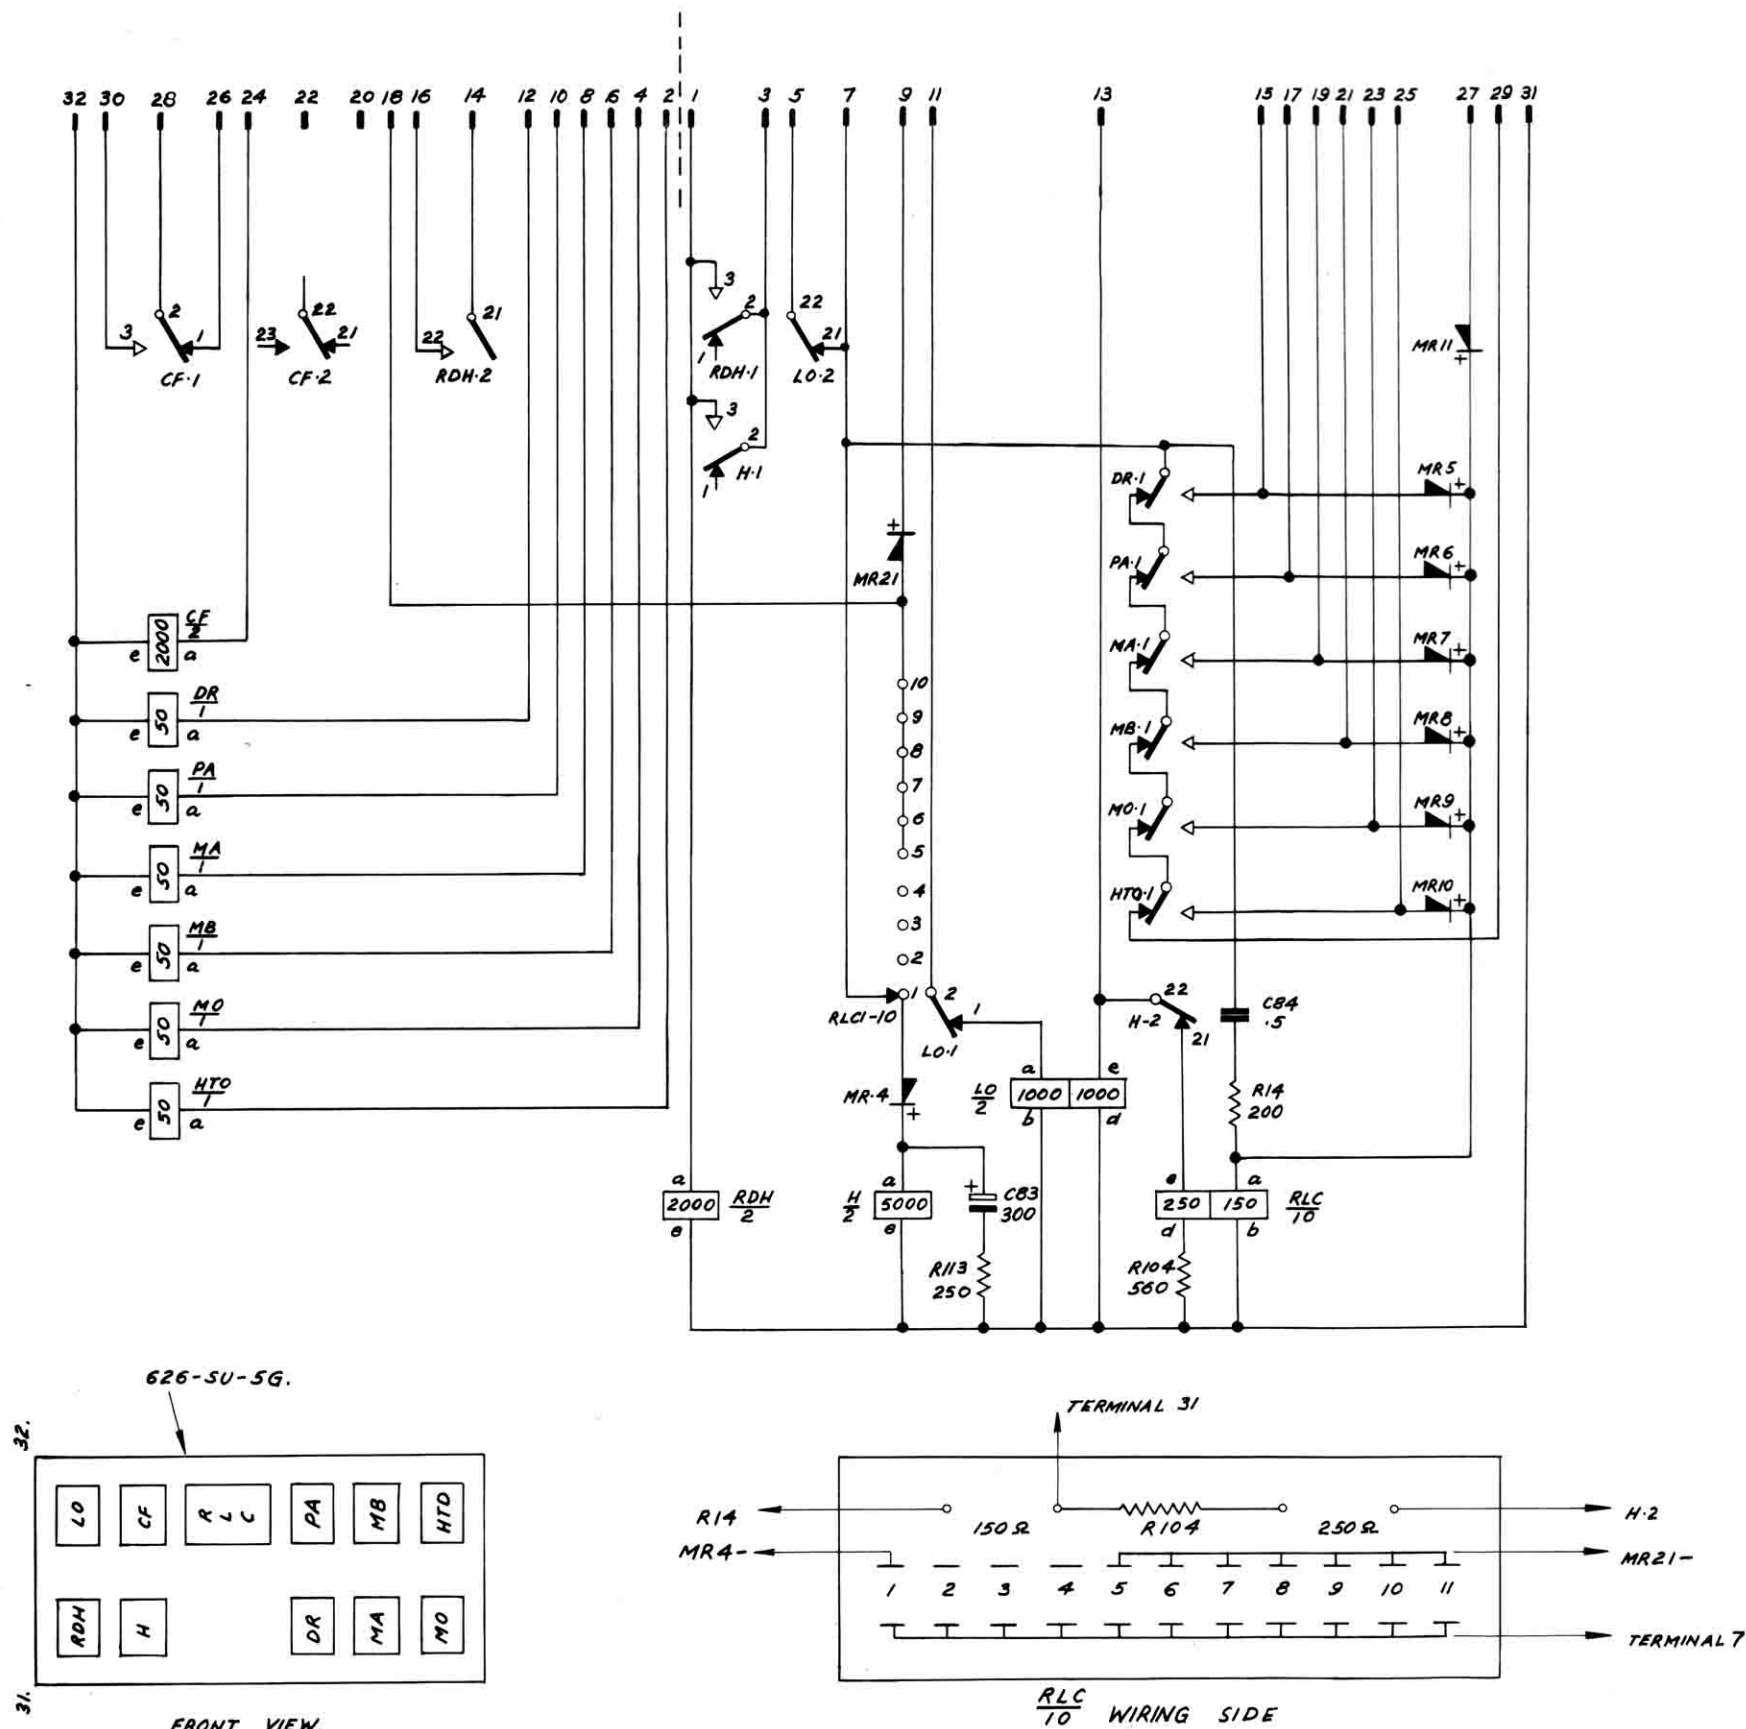 32 30 28 26 24 22 20 18 16 14 12 10 8 6 4 2 1 3 5 7 9 11 13 15 17 19 21 23 25 27 29 31
3 2 1 CF·1
23 22 21 CF·2
22 21 RDH·2
3 2 1 RDH·1
22 21 LO·2
3 2 1 H·1
MR11 +
DR·1 MR5 +
PA·1 MR6 +
MA·1 MR7 +
MB·1 MR8 +
MO·1 MR9 +
HTO·1 MR10 +
+ MR21
e 2000 a CF/2
e 50 a DR/1
e 50 a PA/1
e 50 a MA/1
e 50 a MB/1
e 50 a MO/1
e 50 a HTO/1
10
9
8
7
6
5
4
3
2
1
RLC1-10
2 1 LO·1
22 H-2 21
C84
.5
MR·4 +
LO/2 a 1000 b e 1000 d
R14
200
a 2000 e RDH/2
H/2 a 5000 e
+ C83
300
R113
250
e 250 d a 150 b RLC/10
R104
560
626-SU-5G.
32.
LO CF RLC PA MB HTD
RDH H DR MA MO
31.
FRONT VIEW
TERMINAL 31
R14 150Ω R104 250Ω H·2
MR4- MR21-
1 2 3 4 5 6 7 8 9 10 11
TERMINAL 7
RLC/10 WIRING SIDE